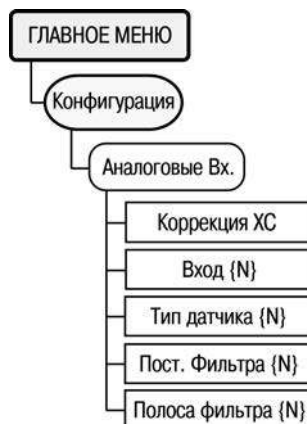 ГЛАВНОЕ МЕНЮ
Конфигурация
Аналоговые Вх.
Коррекция ХС
Вход {N}
Тип датчика {N}
Пост. Фильтра {N}
Полоса фильтра {N}